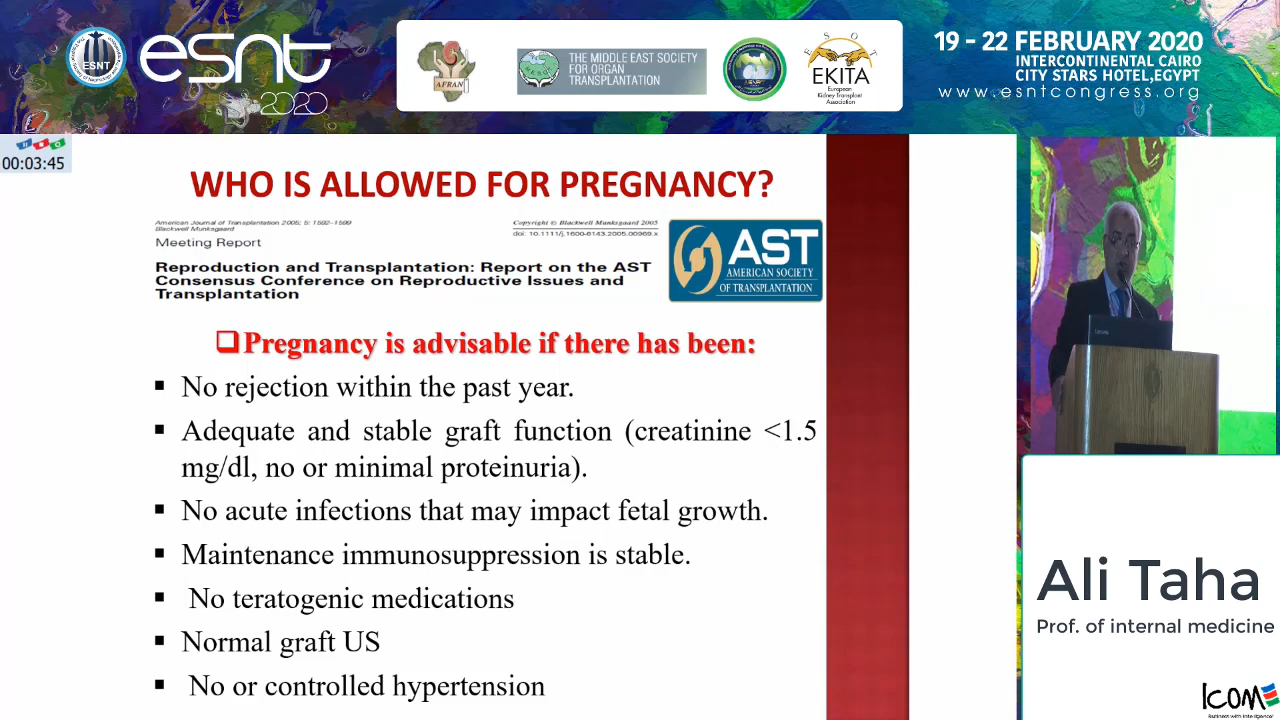 ESNT
esnt
2020
AFRAN
THE MIDDLE EAST SOCIETY
FOR ORGAN
TRANSPLANTATION
ESOT
EKITA
European
Kidney Transplant
Association
19 - 22 FEBRUARY 2020
INTERCONTINENTAL CAIRO
CITY STARS HOTEL,EGYPT
www.esntcongress.org
00:03:45
WHO IS ALLOWED FOR PREGNANCY?
American Journal of Transplantation 2005; 5: 1592–1599
Blackwell Munksgaard
Copyright © Blackwell Munksgaard 2005
doi: 10.1111/j.1600-6143.2005.00969.x
Meeting Report
Reproduction and Transplantation: Report on the AST
Consensus Conference on Reproductive Issues and
Transplantation
AST
AMERICAN SOCIETY
OF TRANSPLANTATION
Pregnancy is advisable if there has been:
▪ No rejection within the past year.
▪ Adequate and stable graft function (creatinine <1.5
mg/dl, no or minimal proteinuria).
▪ No acute infections that may impact fetal growth.
▪ Maintenance immunosuppression is stable.
▪ No teratogenic medications
▪ Normal graft US
▪ No or controlled hypertension
Lenovo
Ali Taha
Prof. of internal medicine
ICOME
Business with Intelligence!